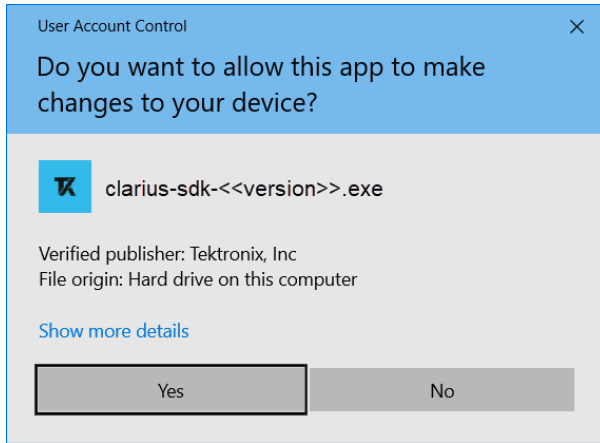 User Account Control
Do you want to allow this app to make
changes to your device?
TK
clarius-sdk-<<version>>.exe
Verified publisher: Tektronix, Inc
File origin: Hard drive on this computer
Show more details
Yes
No